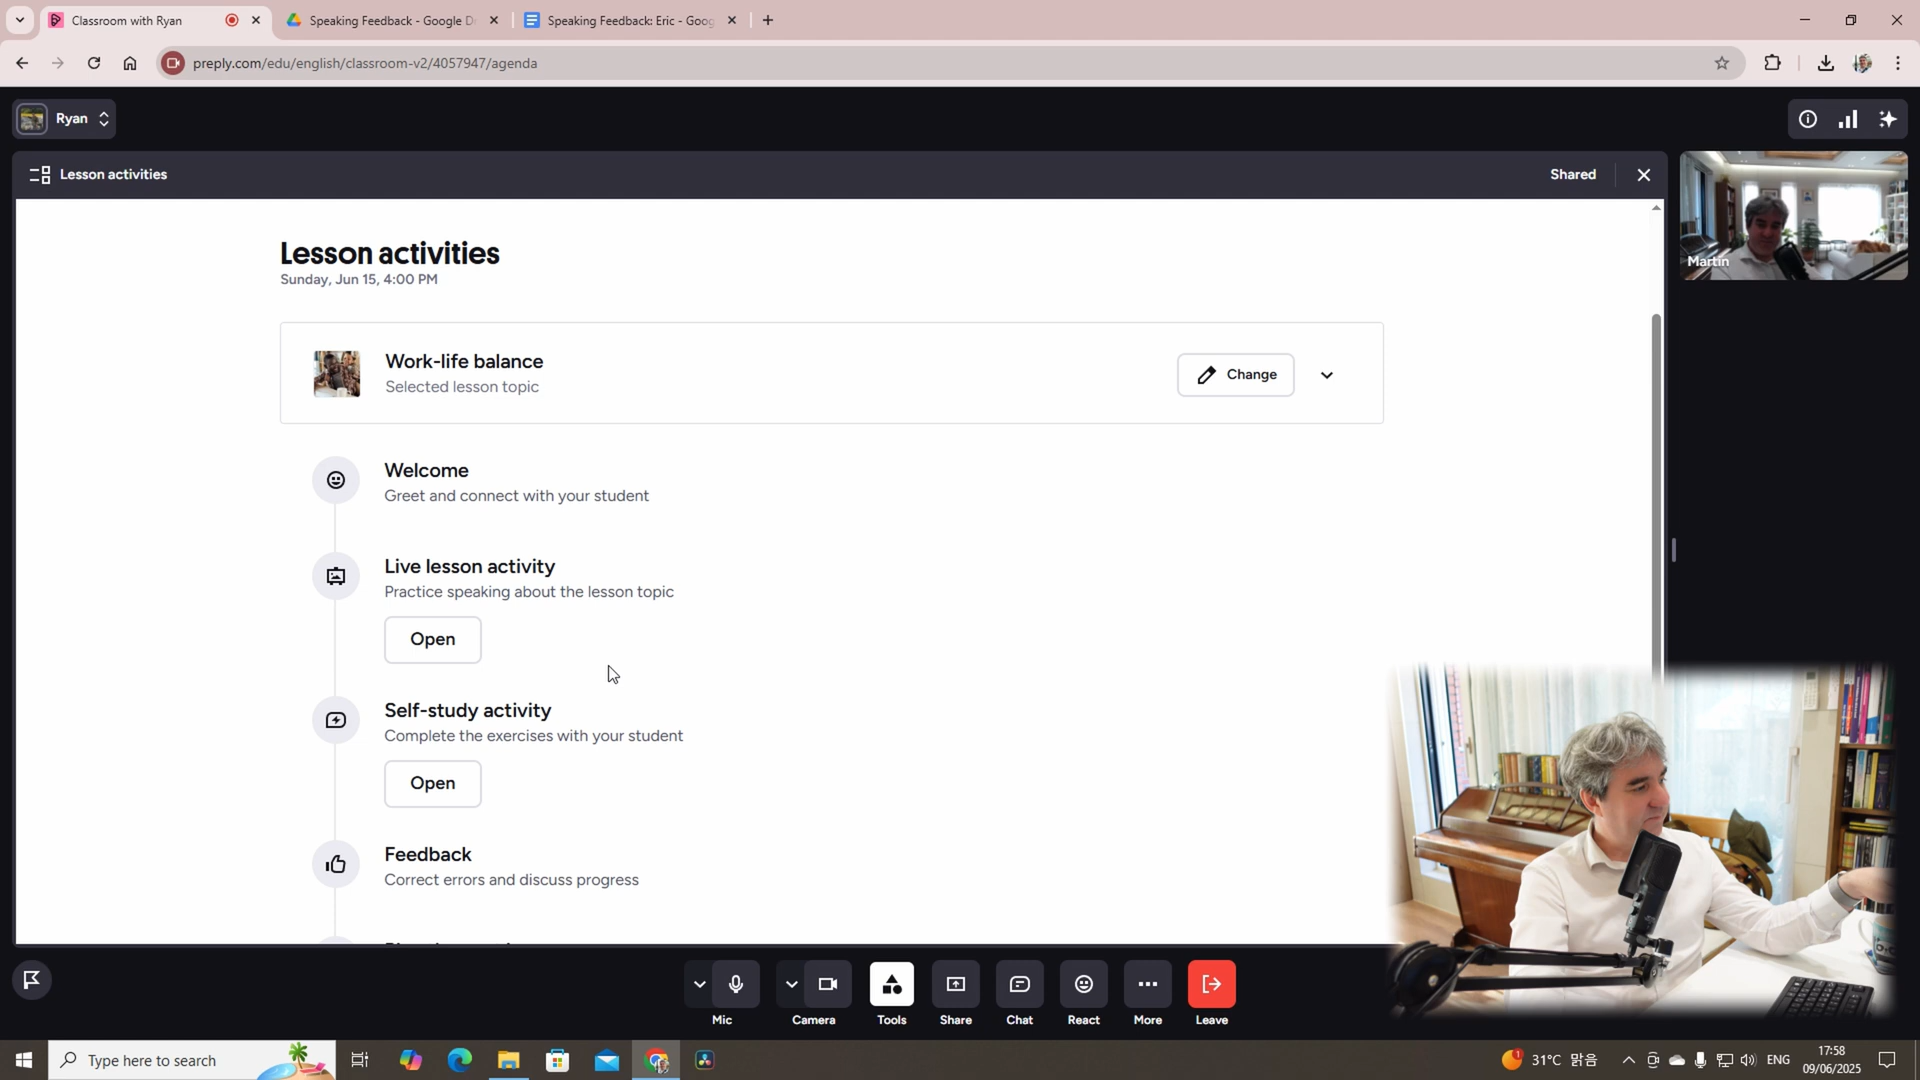 Classroom with Ryan
Speaking Feedback - Google D
Speaking Feedback: Eric - Goog
preply.com/edu/english/classroom-v2/4057947/agenda
Ryan
Lesson activities
Shared
Martin
Lesson activities
Sunday, Jun 15, 4:00 PM
Work-life balance
Selected lesson topic
Change
Welcome
Greet and connect with your student
Live lesson activity
Practice speaking about the lesson topic
Open
Self-study activity
Complete the exercises with your student
Open
Feedback
Correct errors and discuss progress
Mic
Camera
Tools
Share
Chat
React
More
Leave
Type here to search
1
31°C 맑음
ENG
17:58
09/06/2025